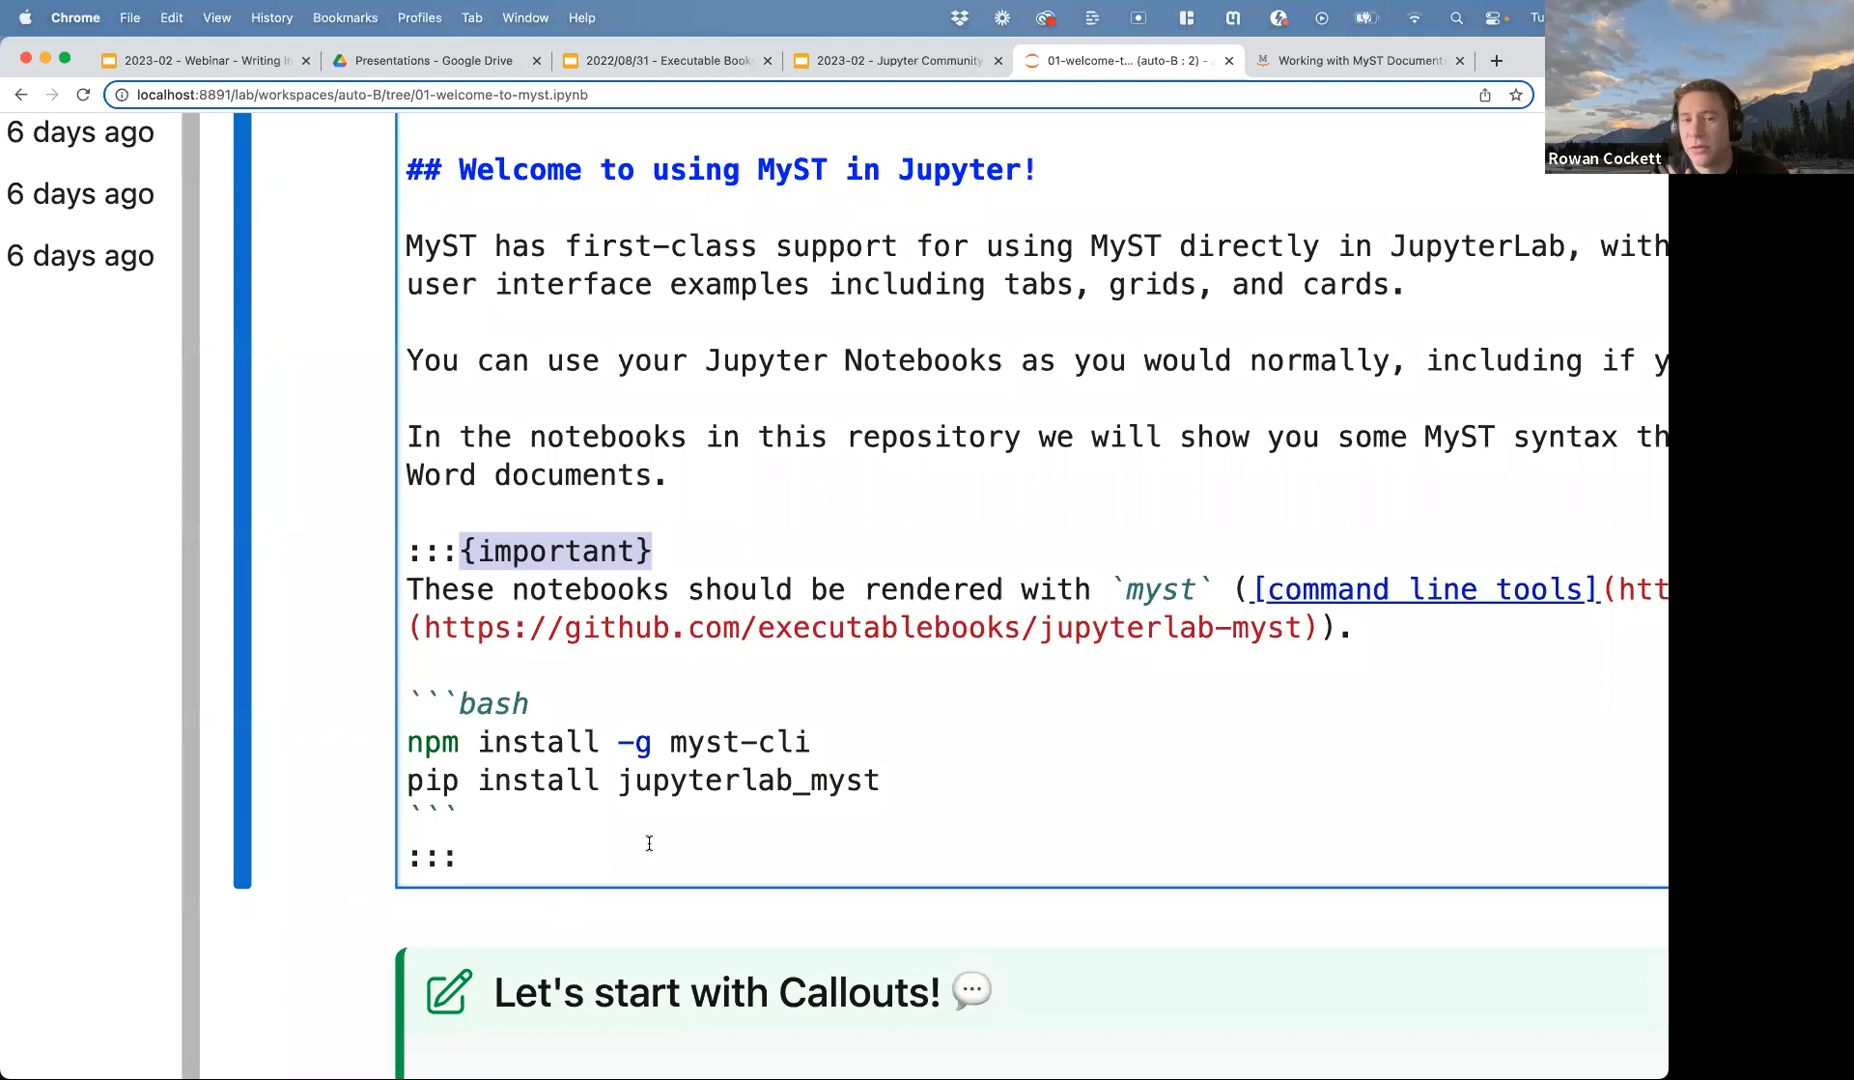 Chrome File Edit View History Bookmarks Profiles Tab Window Help
2023-02 - Webinar - Writing
Presentations - Google Drive
2022/08/31 - Executable Book
2023-02 - Jupyter Community
01-welcome-t... (auto-B : 2) -
Working with MyST Document
localhost:8891/lab/workspaces/auto-B/tree/01-welcome-to-myst.ipynb
Rowan Cockett
6 days ago
6 days ago
6 days ago
## Welcome to using MyST in Jupyter!
MyST has first-class support for using MyST directly in JupyterLab, with
user interface examples including tabs, grids, and cards.
You can use your Jupyter Notebooks as you would normally, including if y
In the notebooks in this repository we will show you some MyST syntax th
Word documents.
:::{important}
These notebooks should be rendered with `myst` ([command line tools](htt
(https://github.com/executablebooks/jupyterlab-myst)).
```bash
npm install -g myst-cli
pip install jupyterlab_myst
```
:::
Let's start with Callouts! 💬